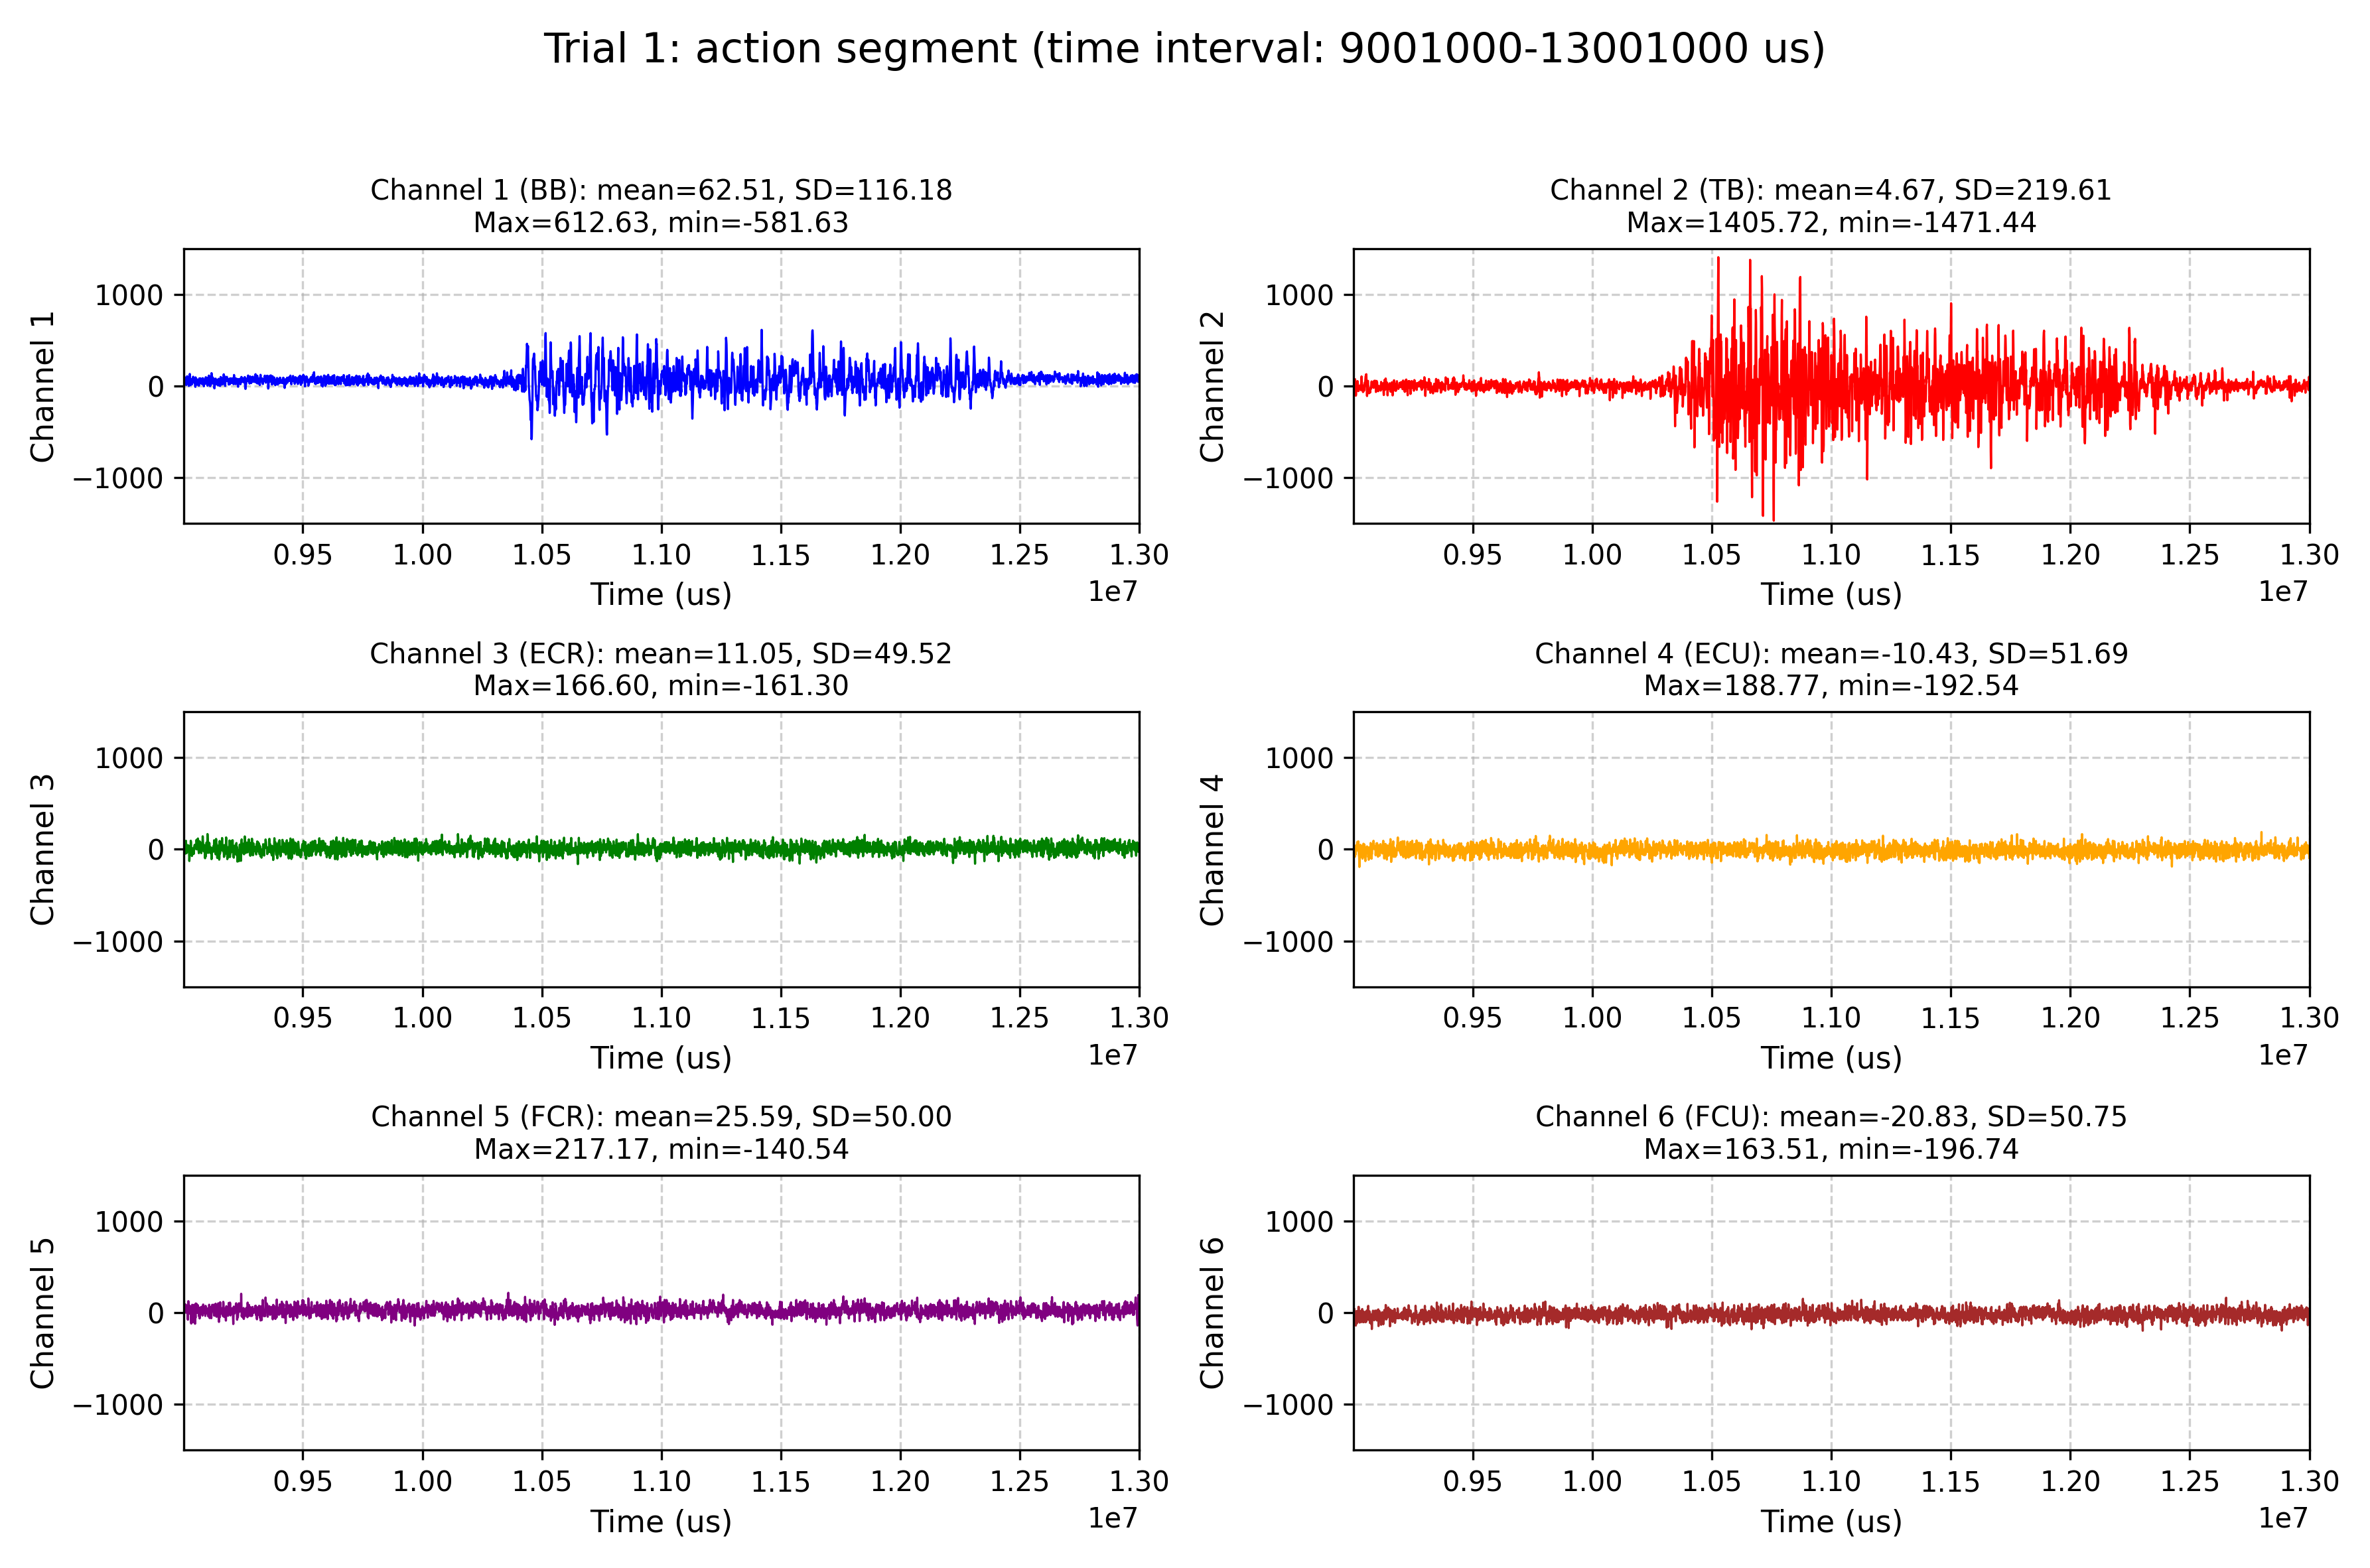 Trial 1: action segment (time interval: 9001000-13001000 us)
Channel 1 (BB): mean=62.51, SD=116.18
Max=612.63, min=-581.63
Channel 1
1000
0
−1000
0.95 1.00 1.05 1.10 1.15 1.20 1.25 1.30
Time (us)
1e7
Channel 2 (TB): mean=4.67, SD=219.61
Max=1405.72, min=-1471.44
Channel 2
1000
0
−1000
0.95 1.00 1.05 1.10 1.15 1.20 1.25 1.30
Time (us)
1e7
Channel 3 (ECR): mean=11.05, SD=49.52
Max=166.60, min=-161.30
Channel 3
1000
0
−1000
0.95 1.00 1.05 1.10 1.15 1.20 1.25 1.30
Time (us)
1e7
Channel 4 (ECU): mean=-10.43, SD=51.69
Max=188.77, min=-192.54
Channel 4
1000
0
−1000
0.95 1.00 1.05 1.10 1.15 1.20 1.25 1.30
Time (us)
1e7
Channel 5 (FCR): mean=25.59, SD=50.00
Max=217.17, min=-140.54
Channel 5
1000
0
−1000
0.95 1.00 1.05 1.10 1.15 1.20 1.25 1.30
Time (us)
1e7
Channel 6 (FCU): mean=-20.83, SD=50.75
Max=163.51, min=-196.74
Channel 6
1000
0
−1000
0.95 1.00 1.05 1.10 1.15 1.20 1.25 1.30
Time (us)
1e7